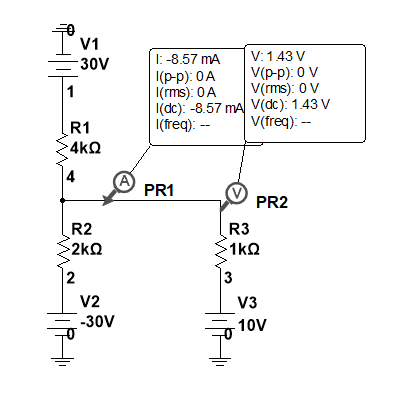 0
V1
30V
1
R1
4kΩ
4
I: -8.57 mA
I(p-p): 0 A
I(rms): 0 A
I(dc): -8.57 mA
I(freq): --
V: 1.43 V
V(p-p): 0 V
V(rms): 0 V
V(dc): 1.43 V
V(freq): --
A
PR1
V
PR2
R2
2kΩ
2
V2
-30V
0
R3
1kΩ
3
V3
10V
0